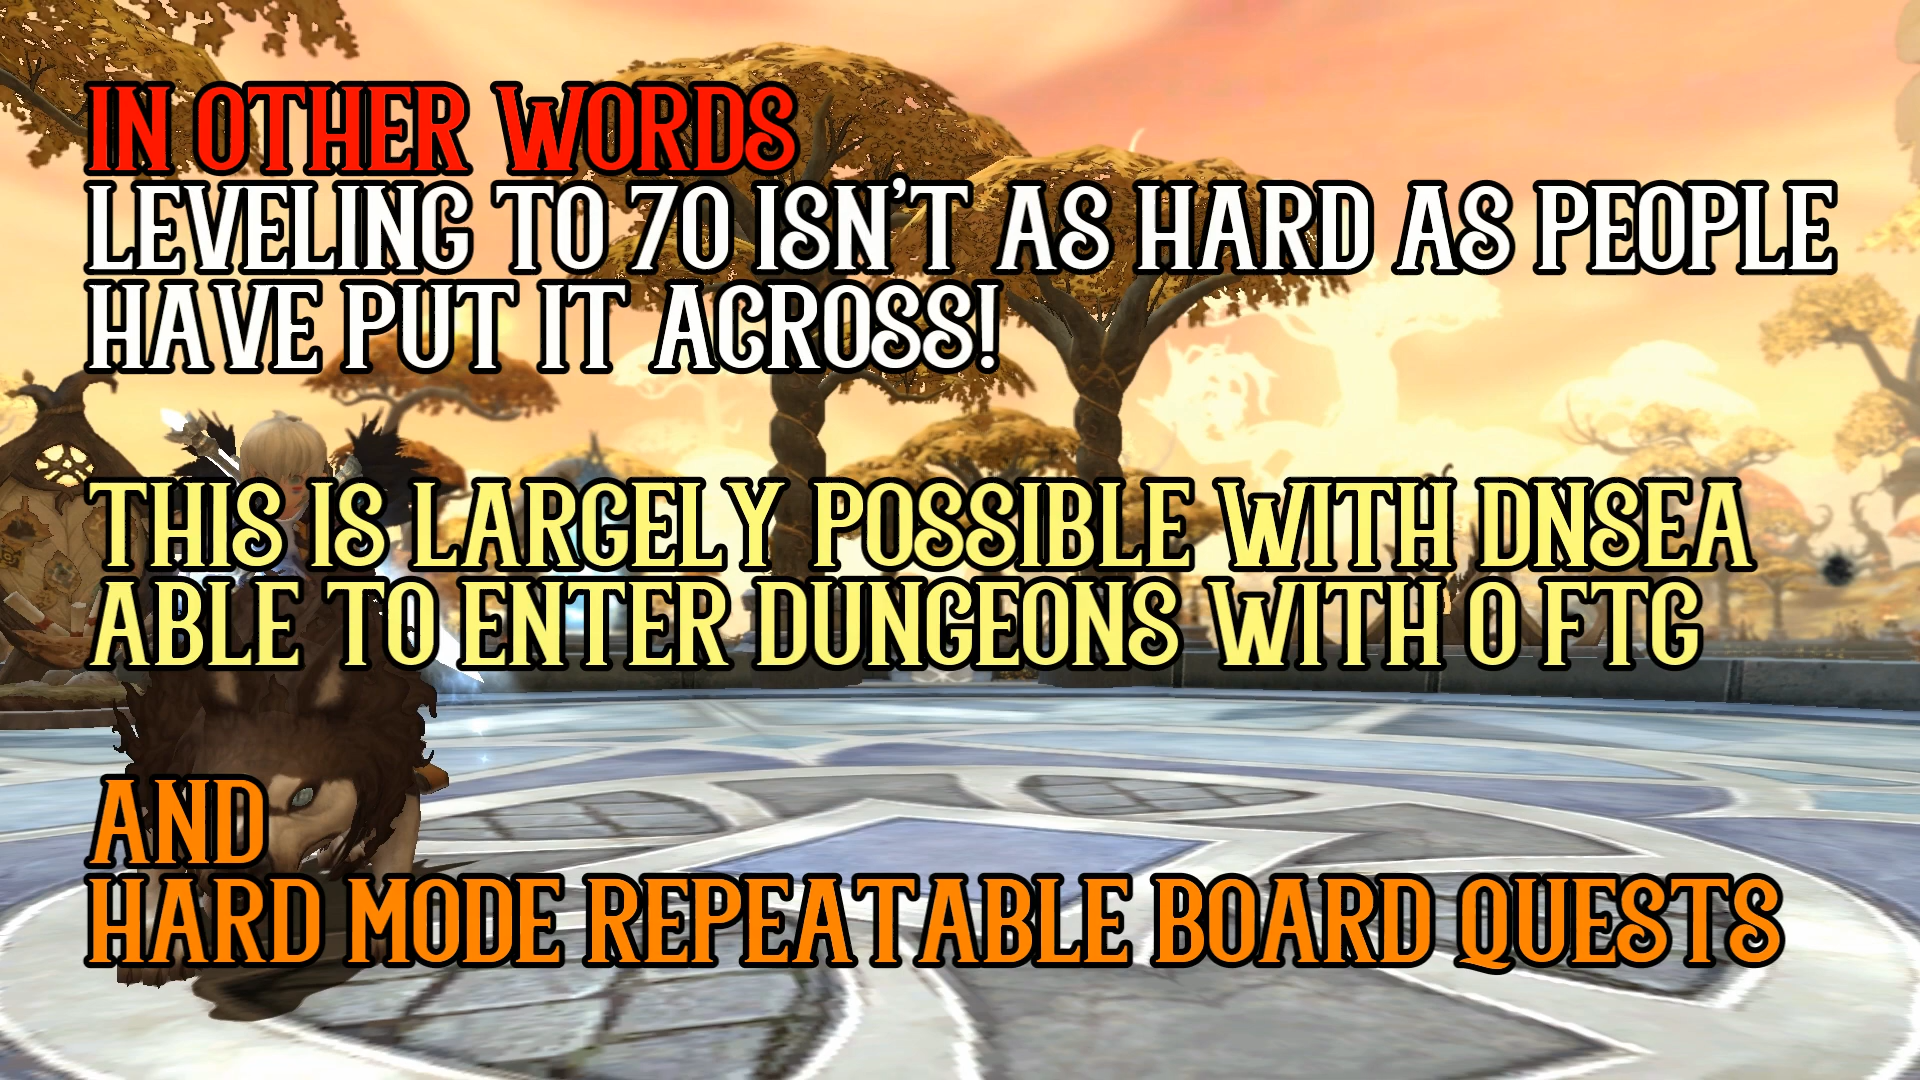 IN OTHER WORDS
LEVELING TO 70 ISN'T AS HARD AS PEOPLE
HAVE PUT IT ACROSS!
THIS IS LARGELY POSSIBLE WITH DNSEA
ABLE TO ENTER DUNGEONS WITH 0 FTG
AND
HARD MODE REPEATABLE BOARD QUESTS